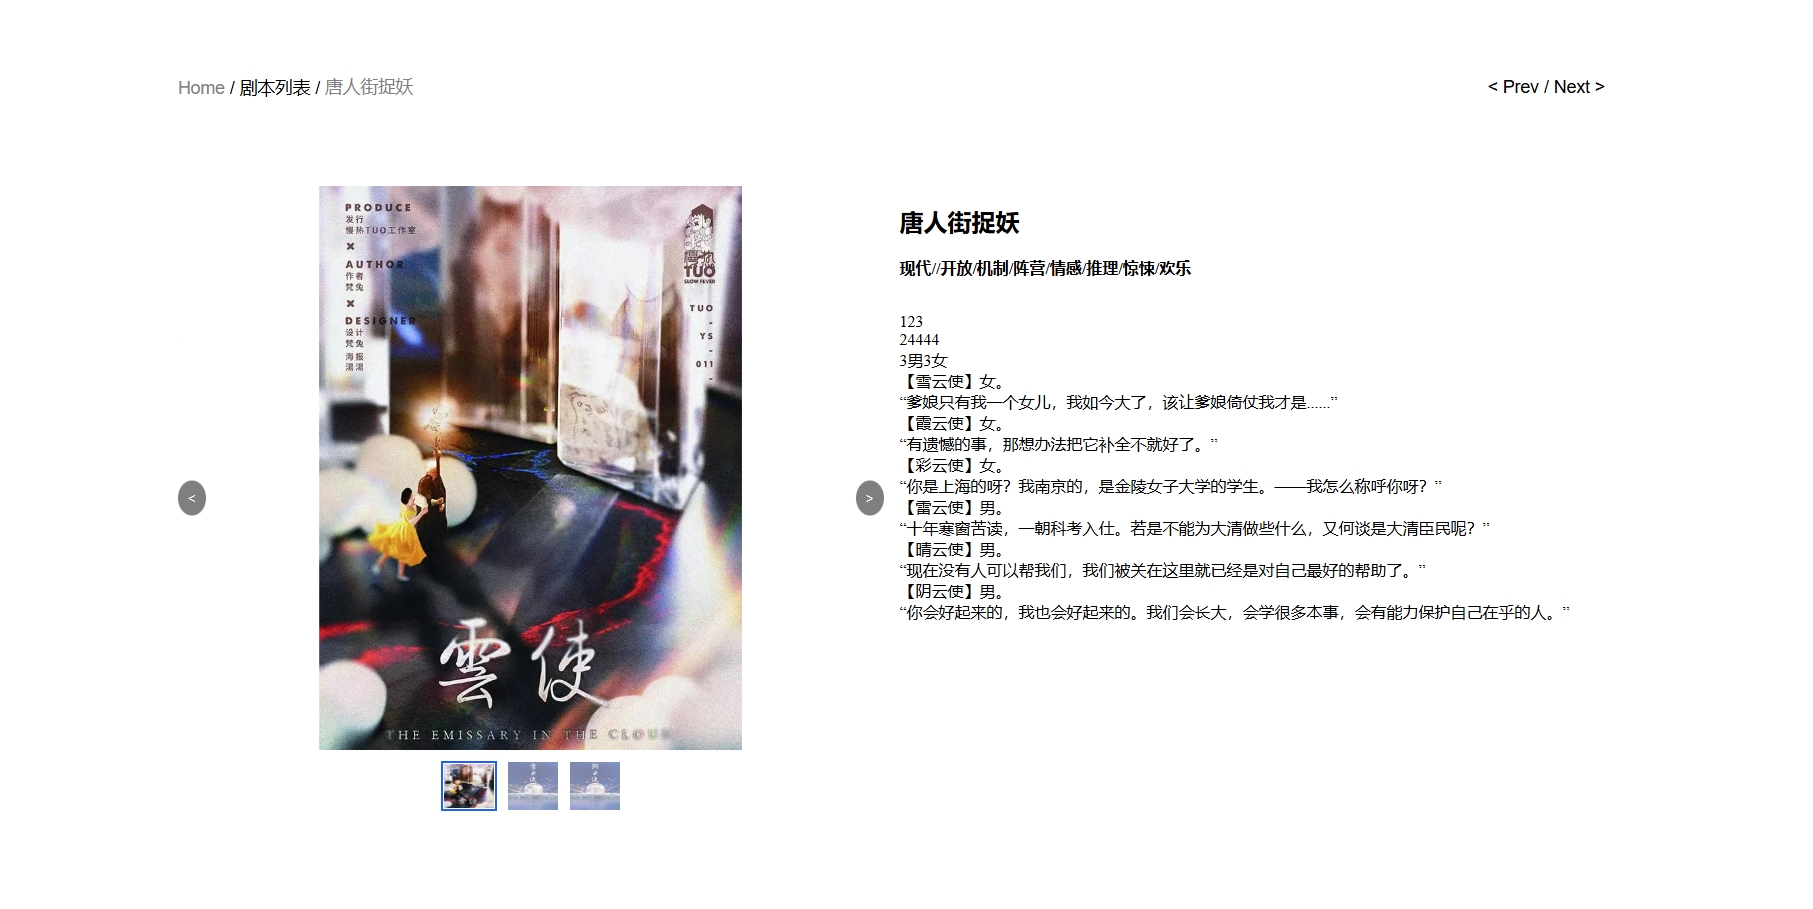 Home / 剧本列表 / 唐人街捉妖
< Prev / Next >
PRODUCE
发行
慢热TUO工作室
×
AUTHOR
作者
梵兔
×
DESIGNER
设计
梵兔
海报
湯湯
慢热
TUO
SLOW FEVER
TUO
-
YS
-
011
-
雲使
THE EMISSARY IN THE CLOUD
<
>
唐人街捉妖
现代//开放/机制/阵营/情感/推理/惊悚/欢乐
123
24444
3男3女
【雪云使】女。
“爹娘只有我一个女儿，我如今大了，该让爹娘倚仗我才是......”
【霞云使】女。
“有遗憾的事，那想办法把它补全不就好了。”
【彩云使】女。
“你是上海的呀？我南京的，是金陵女子大学的学生。——我怎么称呼你呀？”
【雷云使】男。
“十年寒窗苦读，一朝科考入仕。若是不能为大清做些什么，又何谈是大清臣民呢？”
【晴云使】男。
“现在没有人可以帮我们，我们被关在这里就已经是对自己最好的帮助了。”
【阴云使】男。
“你会好起来的，我也会好起来的。我们会长大，会学很多本事，会有能力保护自己在乎的人。”